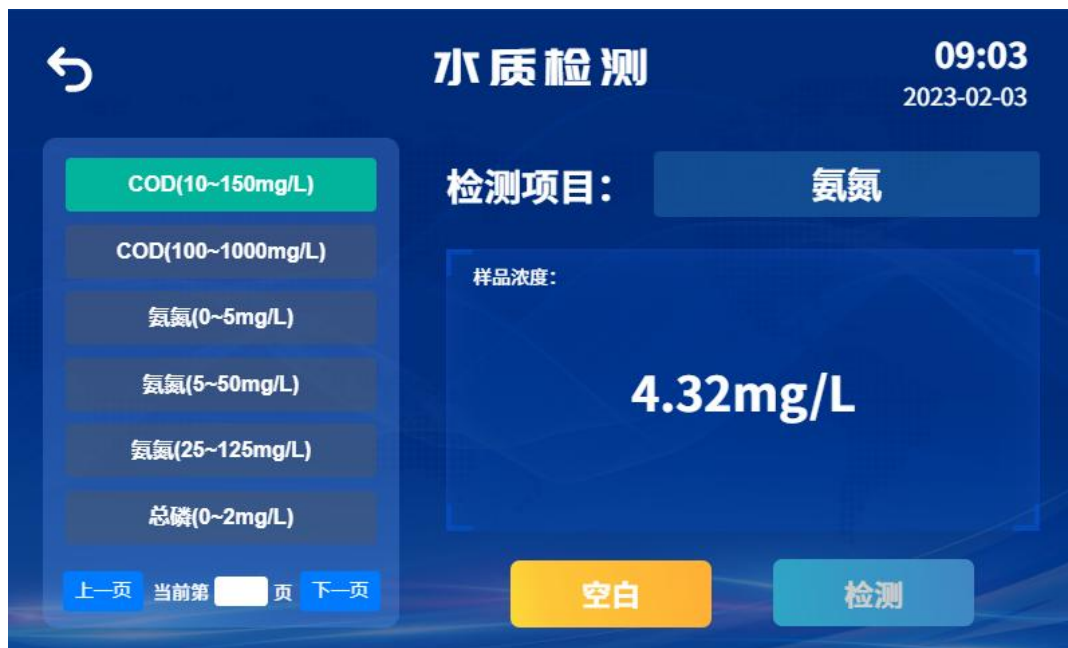 水质检测
09:03
2023-02-03
COD(10~150mg/L)
COD(100~1000mg/L)
氨氮(0~5mg/L)
氨氮(5~50mg/L)
氨氮(25~125mg/L)
总磷(0~2mg/L)
上一页 当前第 页 下一页
检测项目： 氨氮
样品浓度：
4.32mg/L
空白 检测